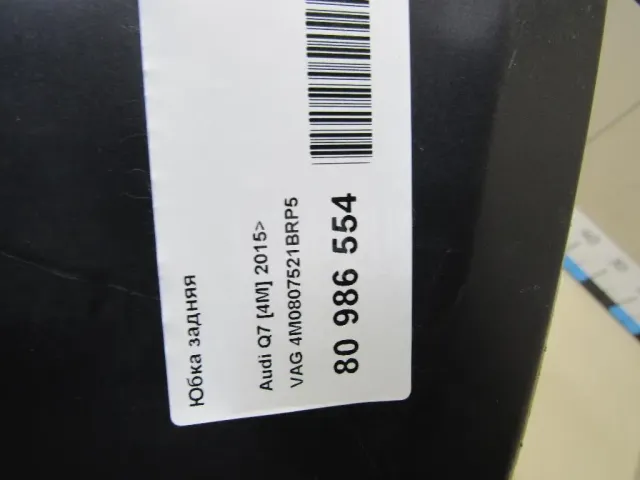 Юбка задняя
Audi Q7 [4M] 2015>
VAG 4M0807521BRP5
80 986 554